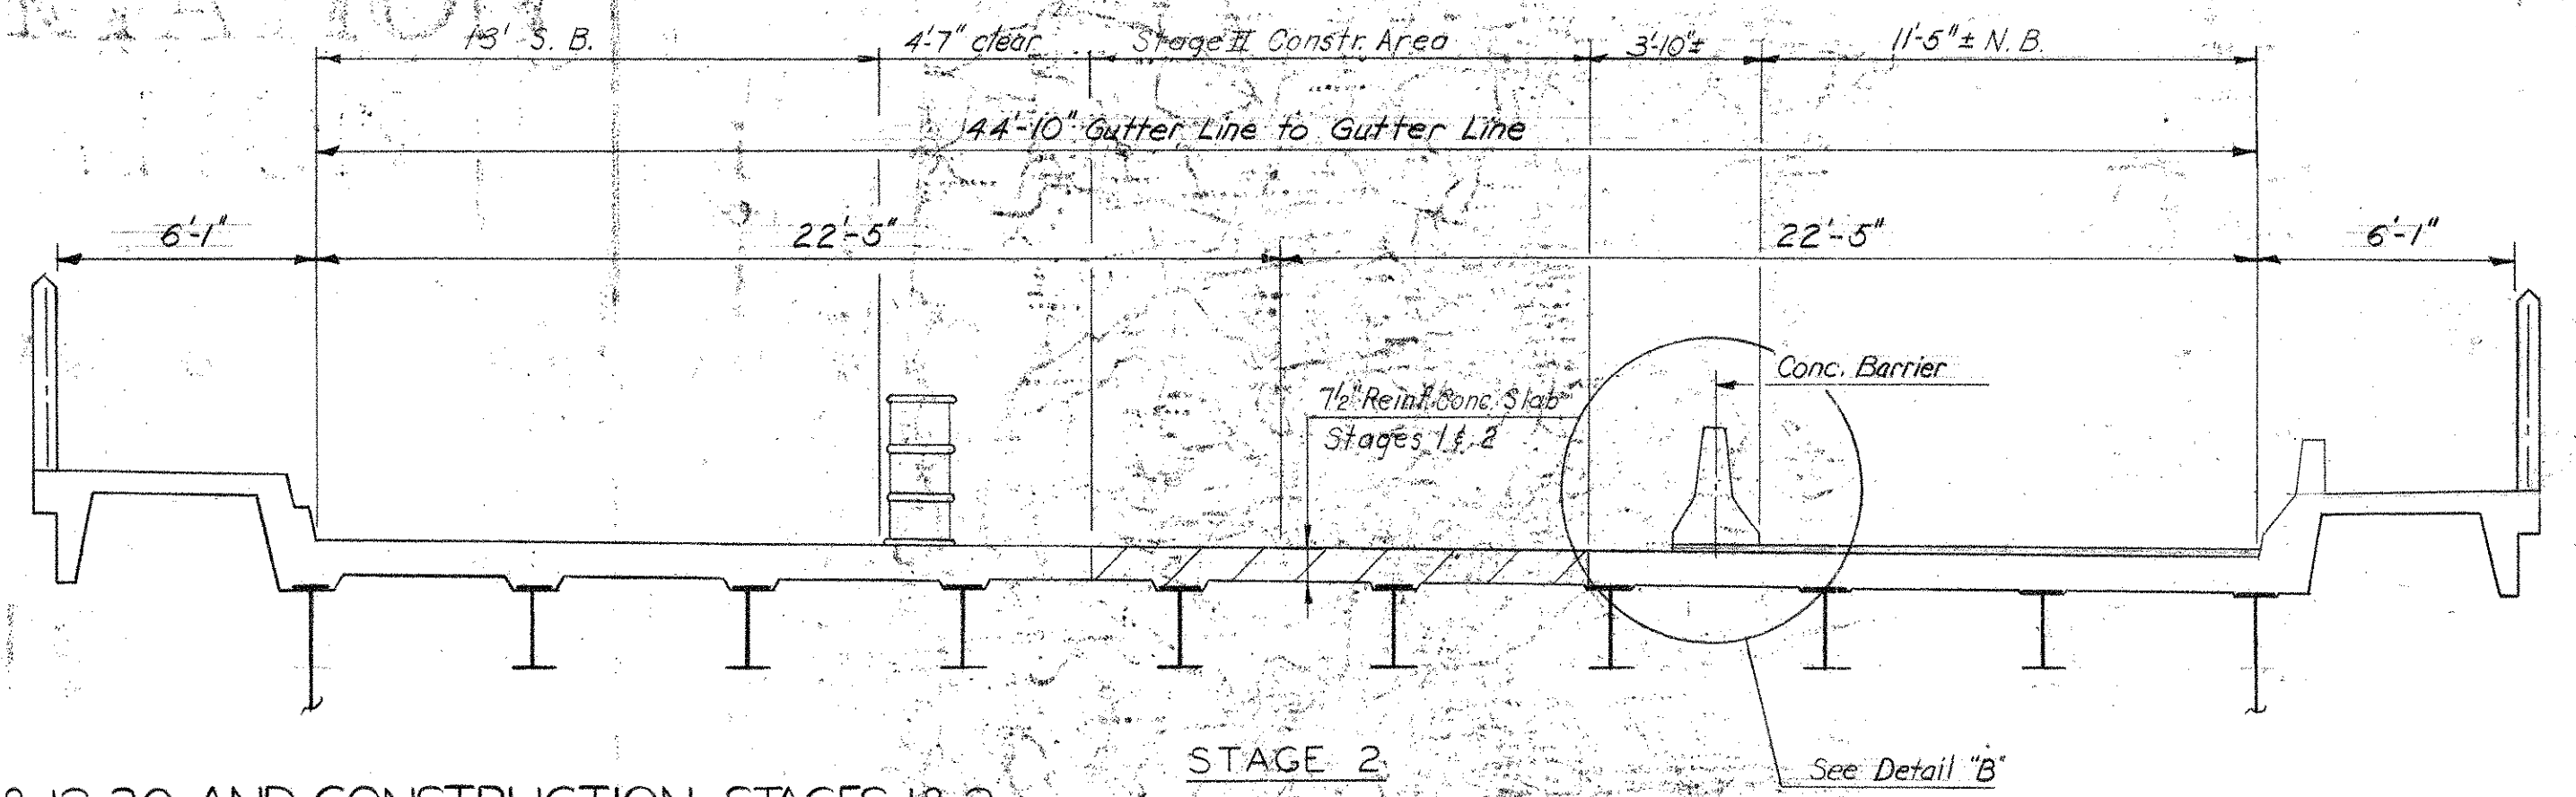 13' S. B.
4'-7" clear
Stage II Constr. Area
3'-10"±
11'-5"± N. B.
44'-10" Gutter Line to Gutter Line
6'-1"
22'-5"
22'-5"
6'-1"
Conc. Barrier
7½" Reinf. Conc. Slab
Stages 1 & 2
STAGE 2
See Detail "B"
AND CONSTRUCTION STAGES 1 & 2